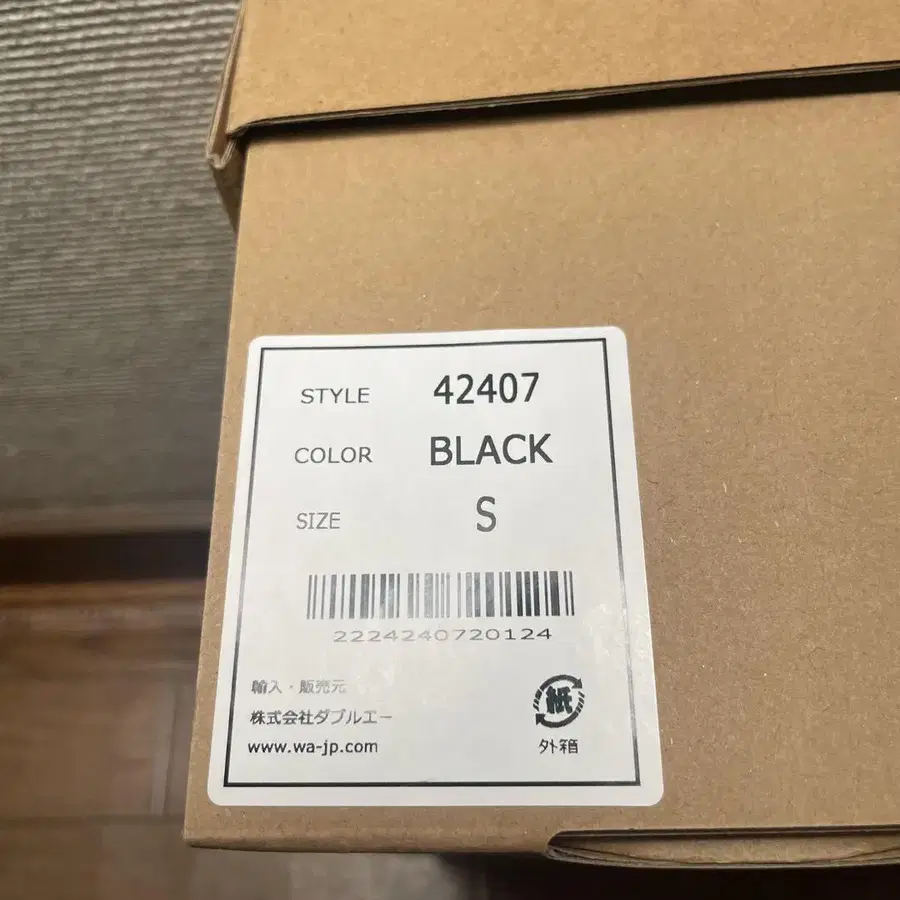 STYLE 42407
COLOR BLACK
SIZE S
2224240720124
輸入・販売元
株式会社ダブルエー
www.wa-jp.com
紙
外箱